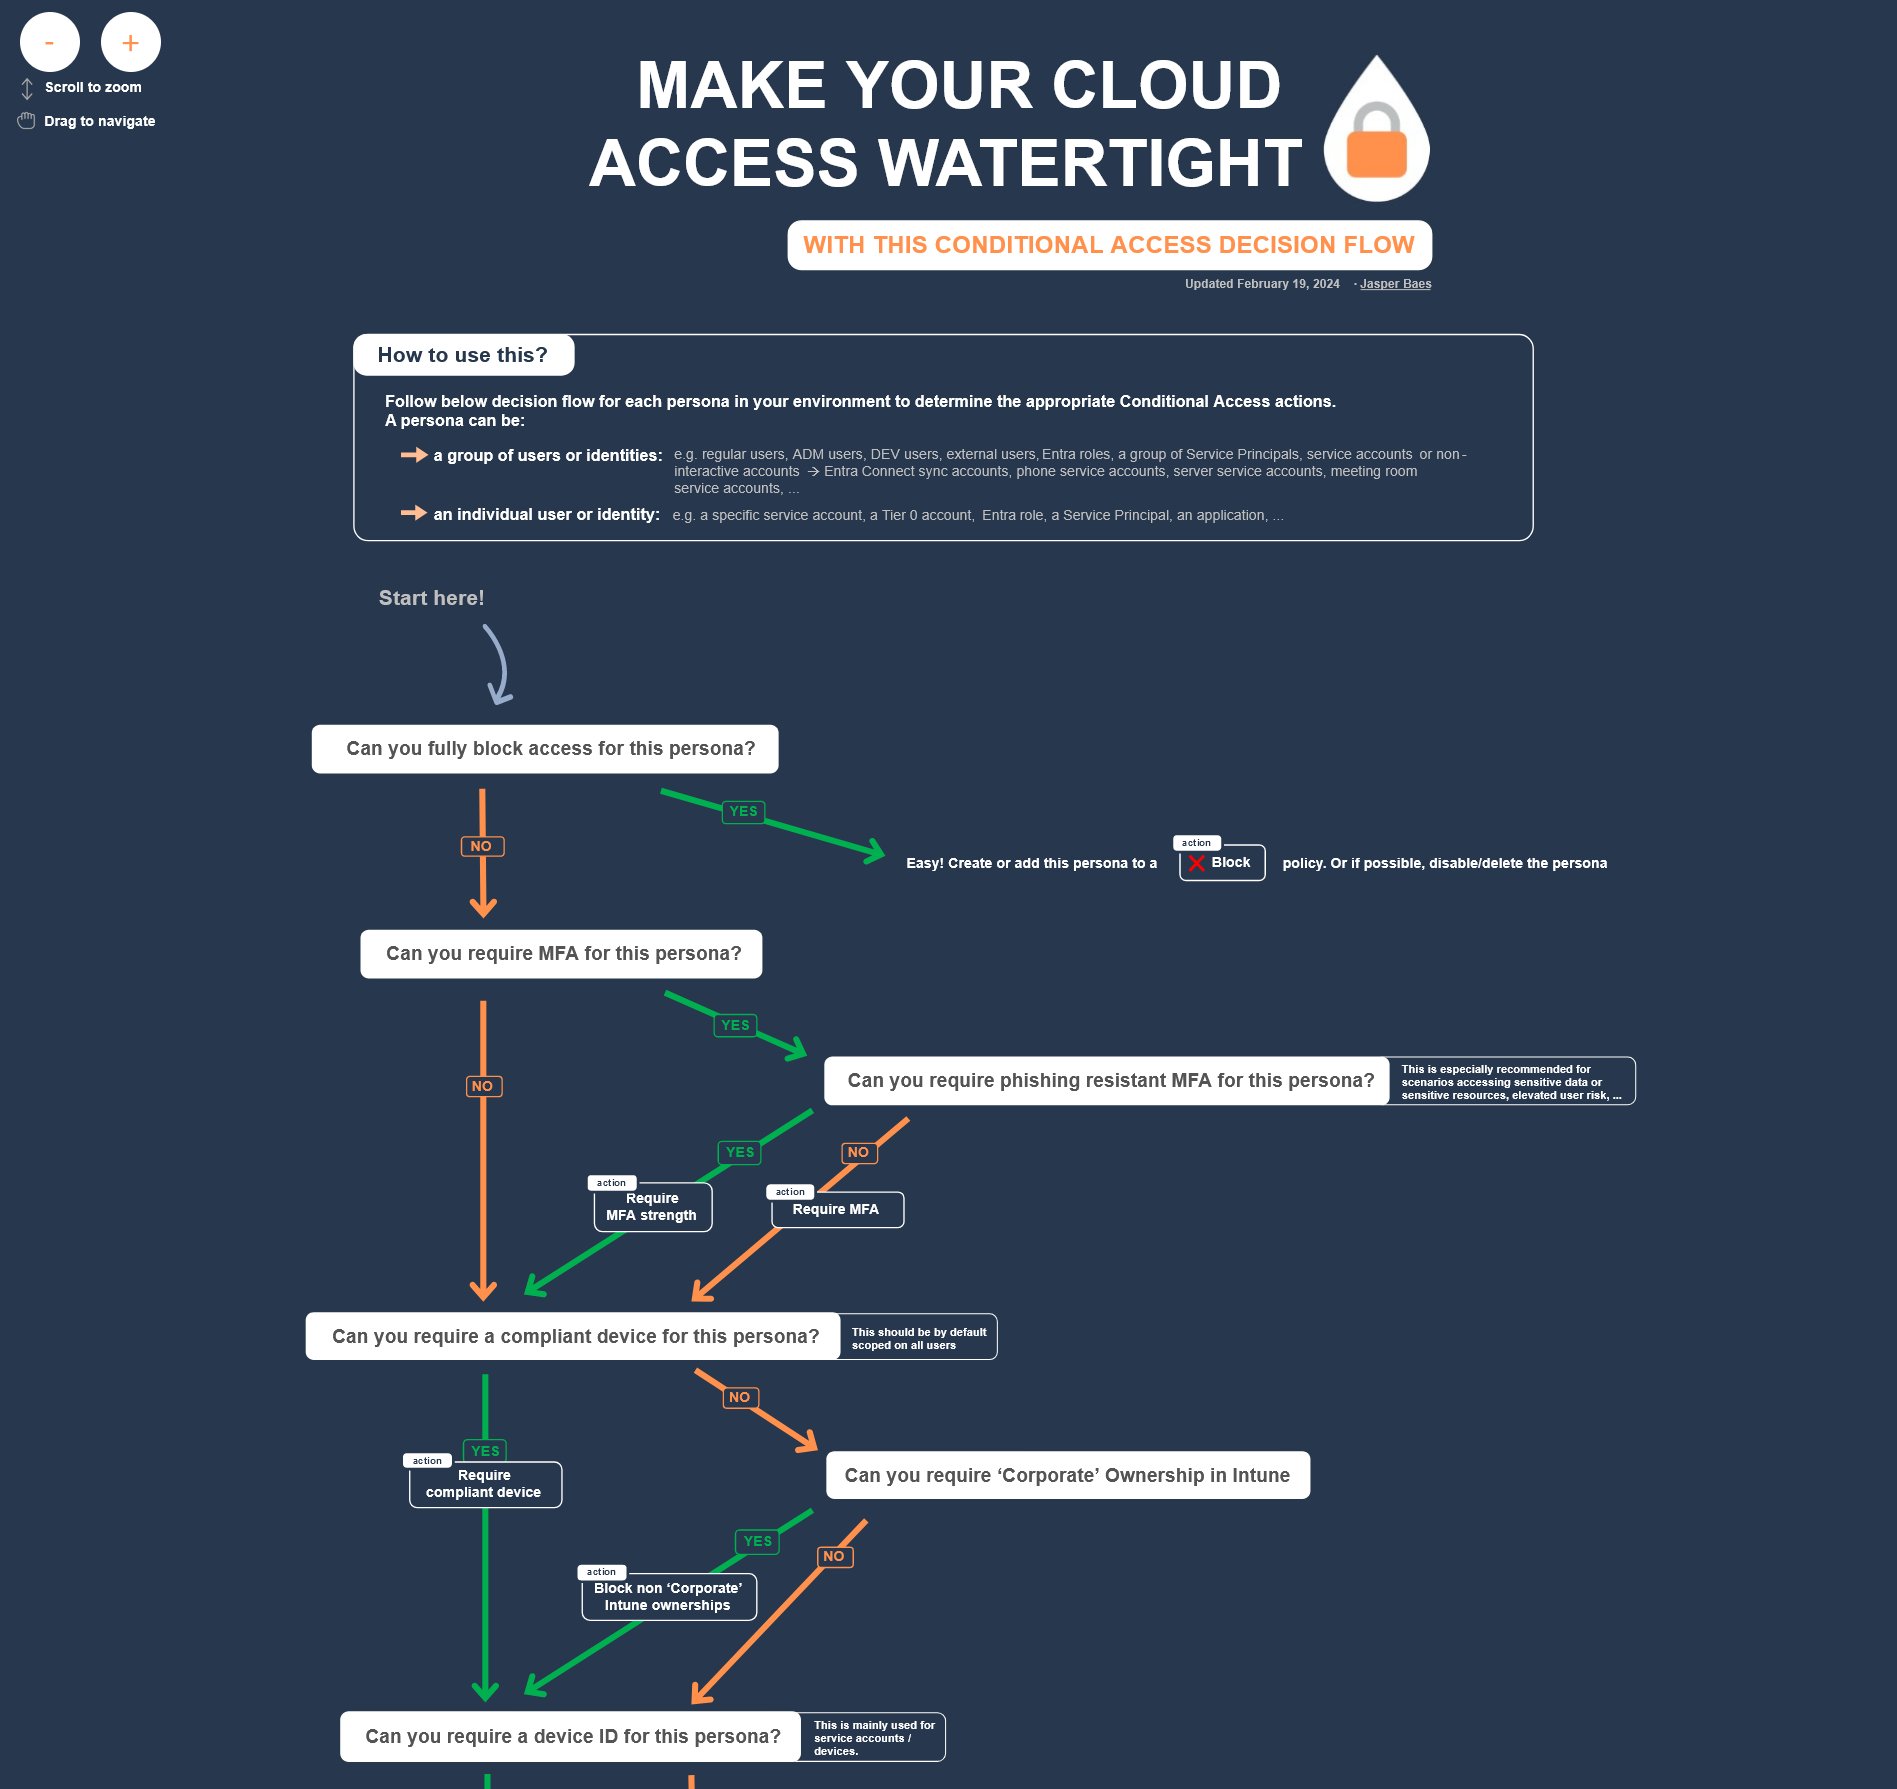 -
+
Scroll to zoom
Drag to navigate
MAKE YOUR CLOUD
ACCESS WATERTIGHT
WITH THIS CONDITIONAL ACCESS DECISION FLOW
Updated February 19, 2024 · Jasper Baes
How to use this?
Follow below decision flow for each persona in your environment to determine the appropriate Conditional Access actions.
A persona can be:
a group of users or identities: e.g. regular users, ADM users, DEV users, external users, Entra roles, a group of Service Principals, service accounts or non-
interactive accounts → Entra Connect sync accounts, phone service accounts, server service accounts, meeting room
service accounts, ...
an individual user or identity: e.g. a specific service account, a Tier 0 account, Entra role, a Service Principal, an application, ...
Start here!
Can you fully block access for this persona?
YES
NO
action
Easy! Create or add this persona to a Block policy. Or if possible, disable/delete the persona
Can you require MFA for this persona?
YES
NO
Can you require phishing resistant MFA for this persona?
This is especially recommended for
scenarios accessing sensitive data or
sensitive resources, elevated user risk, ...
YES
NO
action
Require
MFA strength
action
Require MFA
Can you require a compliant device for this persona?
This should be by default
scoped on all users
NO
YES
action
Require
compliant device
Can you require ‘Corporate’ Ownership in Intune
YES
NO
action
Block non ‘Corporate’
Intune ownerships
Can you require a device ID for this persona?
This is mainly used for
service accounts /
devices.